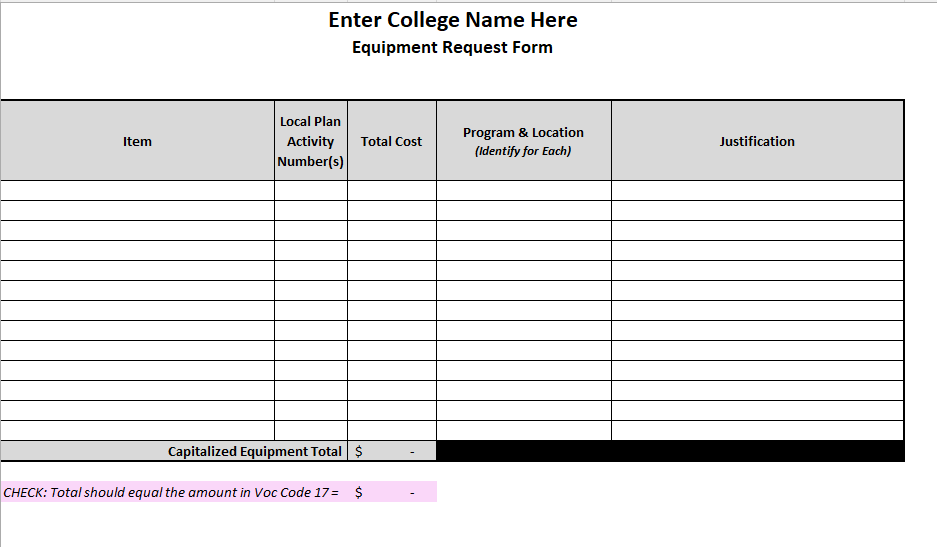 Enter College Name Here
Equipment Request Form
Item
Local Plan
Activity
Number(s)
Total Cost
Program & Location
(Identify for Each)
Justification
Capitalized Equipment Total $ -
CHECK: Total should equal the amount in Voc Code 17 = $ -